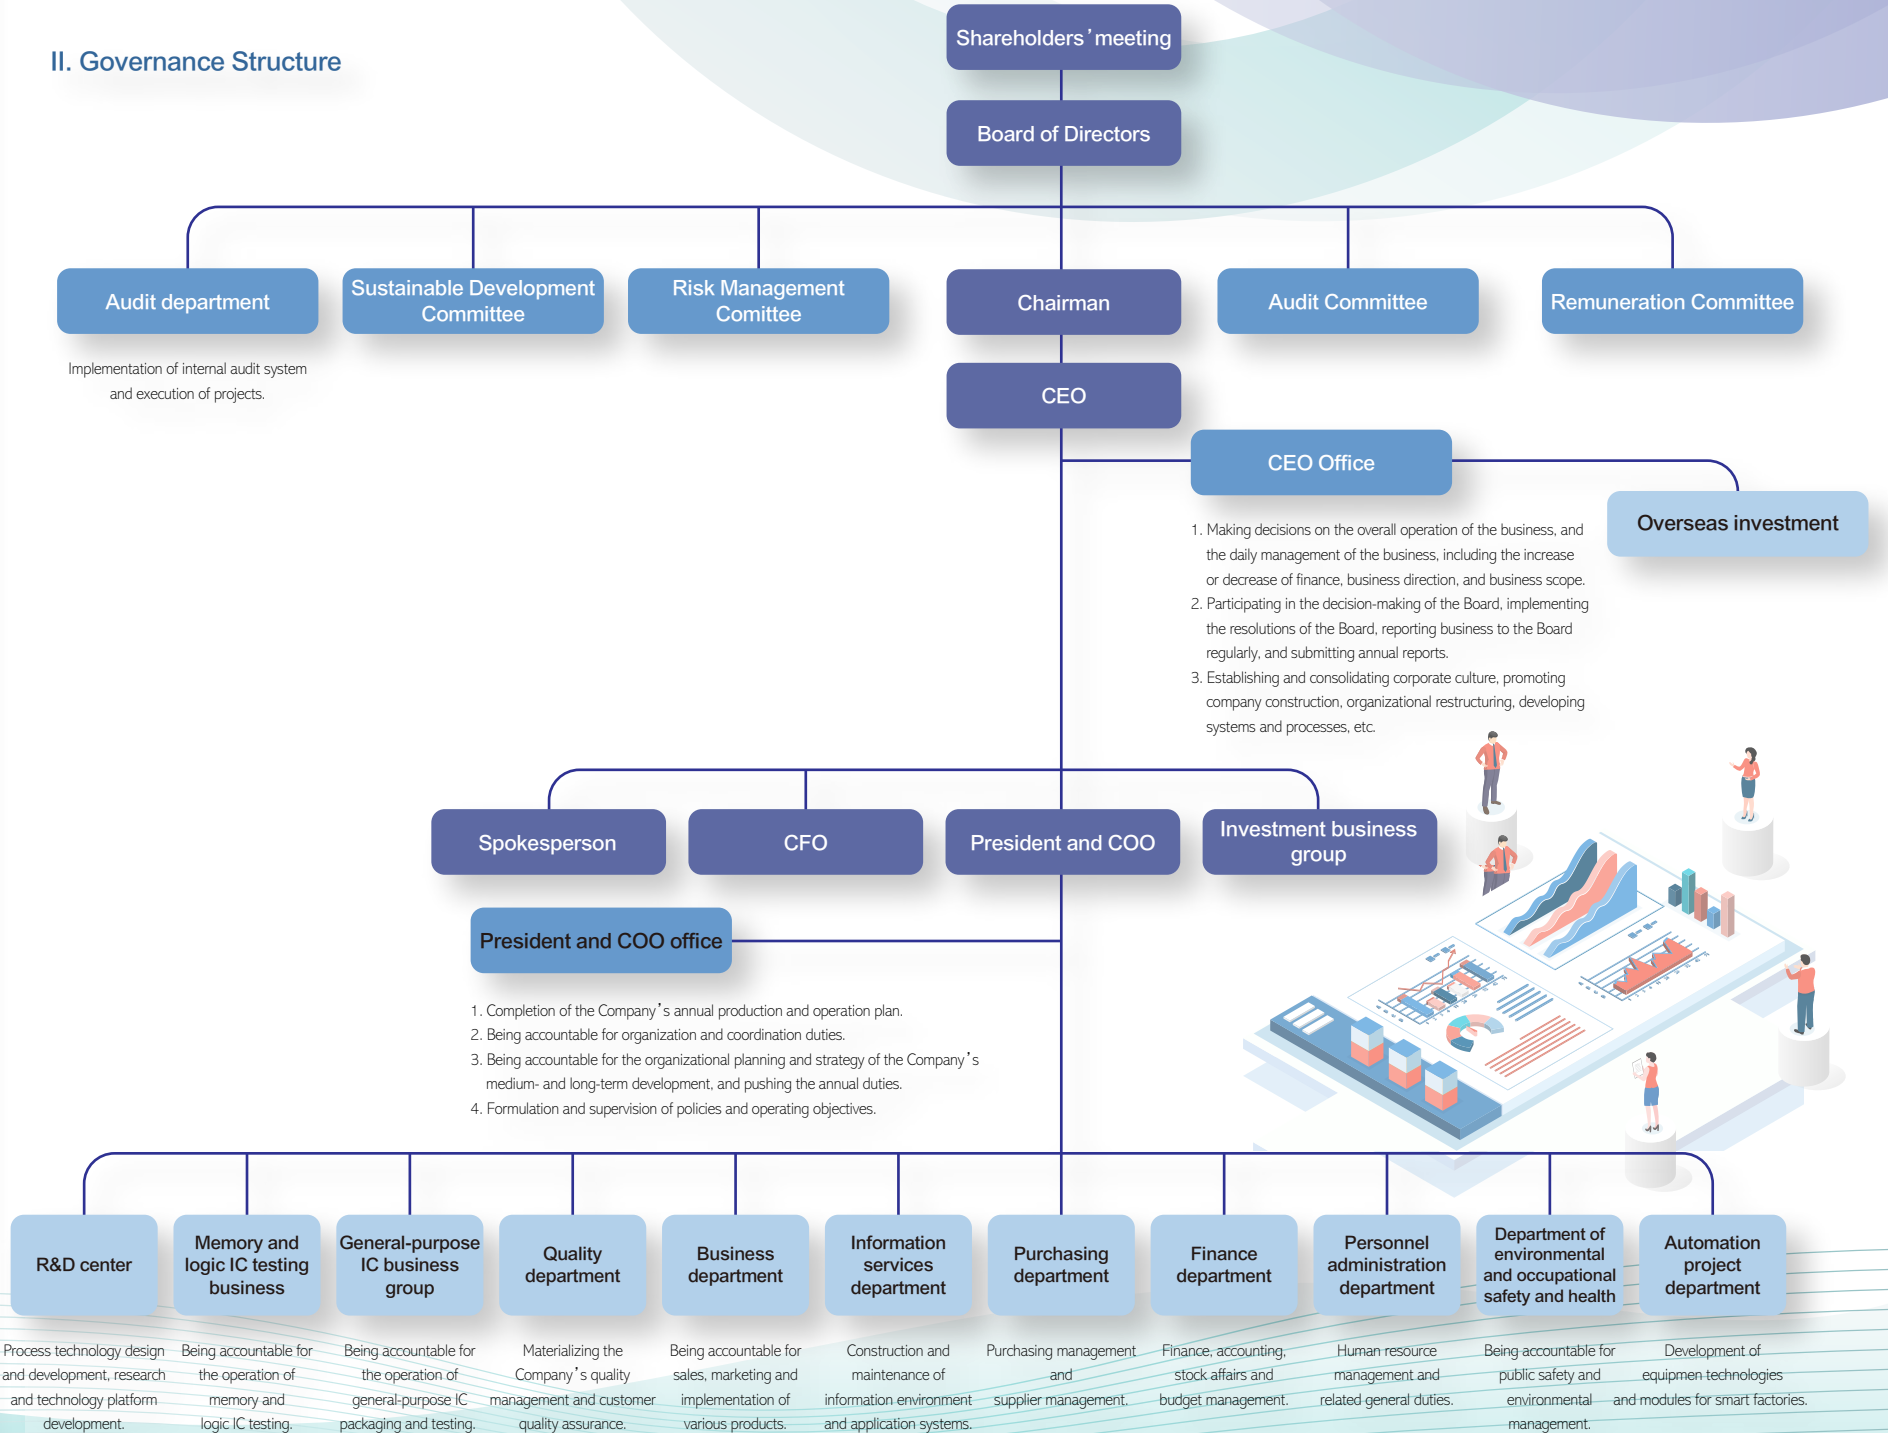 II. Governance Structure
Shareholders’meeting
Board of Directors
Audit department
Sustainable Development
Committee
Risk Management
Comittee
Chairman
Audit Committee
Remuneration Committee
Implementation of internal audit system
and execution of projects.
CEO
CEO Office
Overseas investment
1. Making decisions on the overall operation of the business, and
the daily management of the business, including the increase
or decrease of finance, business direction, and business scope.
2. Participating in the decision-making of the Board, implementing
the resolutions of the Board, reporting business to the Board
regularly, and submitting annual reports.
3. Establishing and consolidating corporate culture, promoting
company construction, organizational restructuring, developing
systems and processes, etc.
Spokesperson
CFO
President and COO
Investment business
group
President and COO office
1. Completion of the Company’s annual production and operation plan.
2. Being accountable for organization and coordination duties.
3. Being accountable for the organizational planning and strategy of the Company’s
medium- and long-term development, and pushing the annual duties.
4. Formulation and supervision of policies and operating objectives.
R&D center
Memory and
logic IC testing
business
General-purpose
IC business
group
Quality
department
Business
department
Information
services
department
Purchasing
department
Finance
department
Personnel
administration
department
Department of
environmental
and occupational
safety and health
Automation
project
department
Process technology design
and development, research
and technology platform
development.
Being accountable for
the operation of
memory and
logic IC testing.
Being accountable for
the operation of
general-purpose IC
packaging and testing.
Materializing the
Company’s quality
management and customer
quality assurance.
Being accountable for
sales, marketing and
implementation of
various products.
Construction and
maintenance of
information environment
and application systems.
Purchasing management
and
supplier management.
Finance, accounting,
stock affairs and
budget management.
Human resource
management and
related general duties.
Being accountable for
public safety and
environmental
management.
Development of
equipmen technologies
and modules for smart factories.